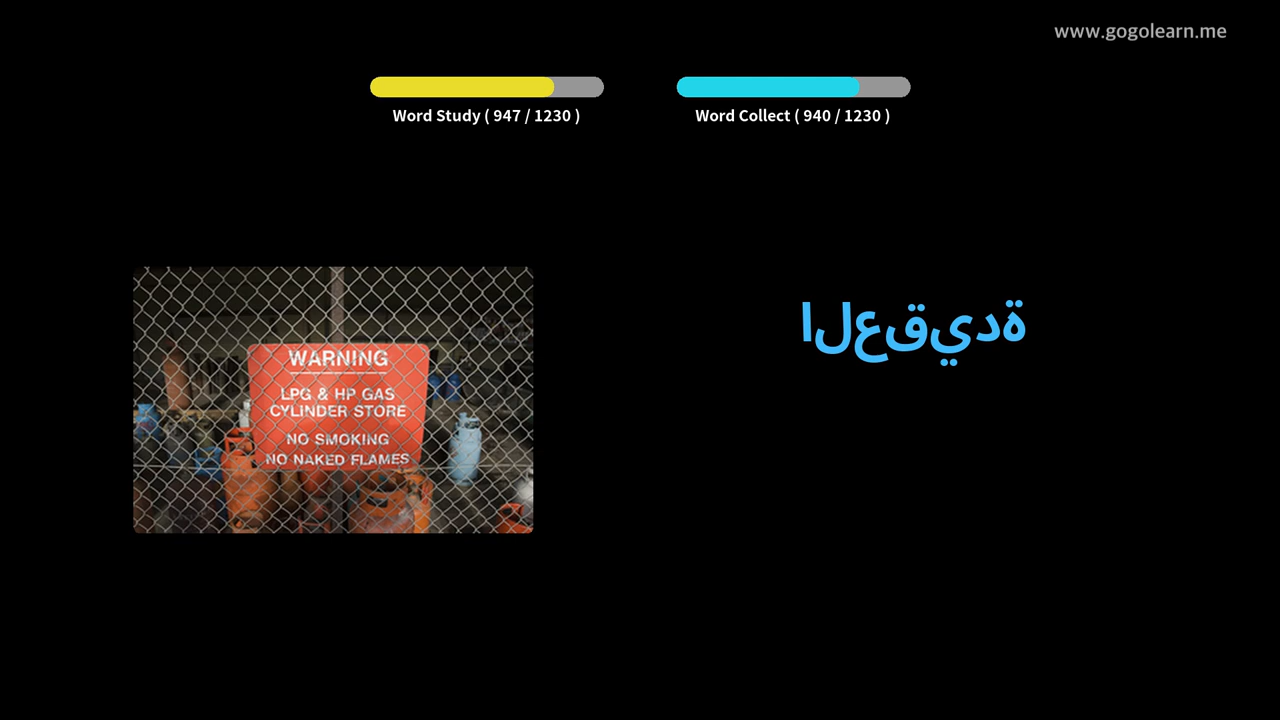 www.gogolearn.me
Word Study ( 947 / 1230 )
Word Collect ( 940 / 1230 )
WARNING
LPG & HP GAS
CYLINDER STORE
NO SMOKING
NO NAKED FLAMES
العقيدة